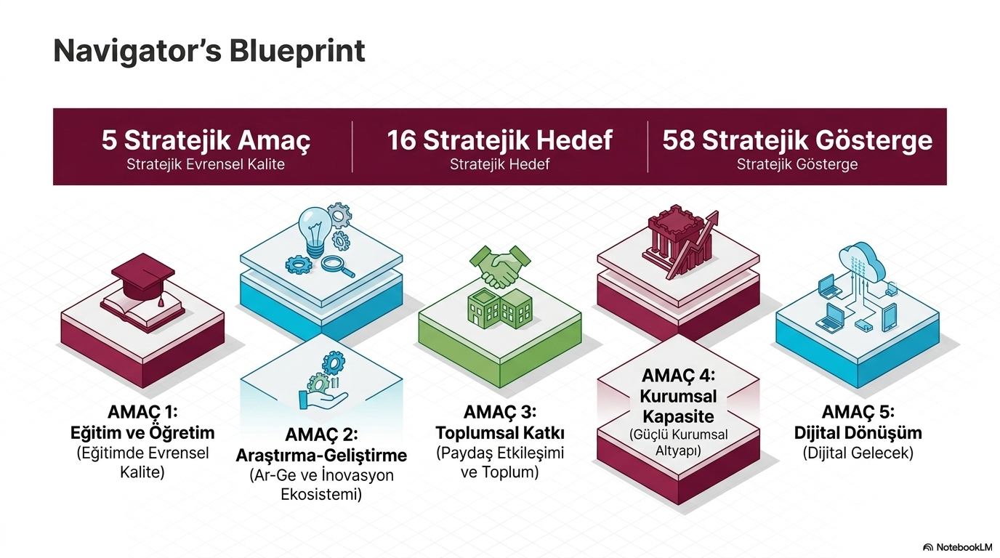 Navigator's Blueprint
5 Stratejik Amaç
Stratejik Evrensel Kalite
16 Stratejik Hedef
Stratejik Hedef
58 Stratejik Gösterge
Stratejik Gösterge
AMAÇ 1:
Eğitim ve Öğretim
(Eğitimde Evrensel
Kalite)
AMAÇ 2:
Araştırma-Geliştirme
(Ar-Ge ve İnovasyon
Ekosistemi)
AMAÇ 3:
Toplumsal Katkı
(Paydaş Etkileşimi
ve Toplum)
AMAÇ 4:
Kurumsal
Kapasite
(Güçlü Kurumsal
Altyapı)
AMAÇ 5:
Dijital Dönüşüm
(Dijital Gelecek)
NotebookLM